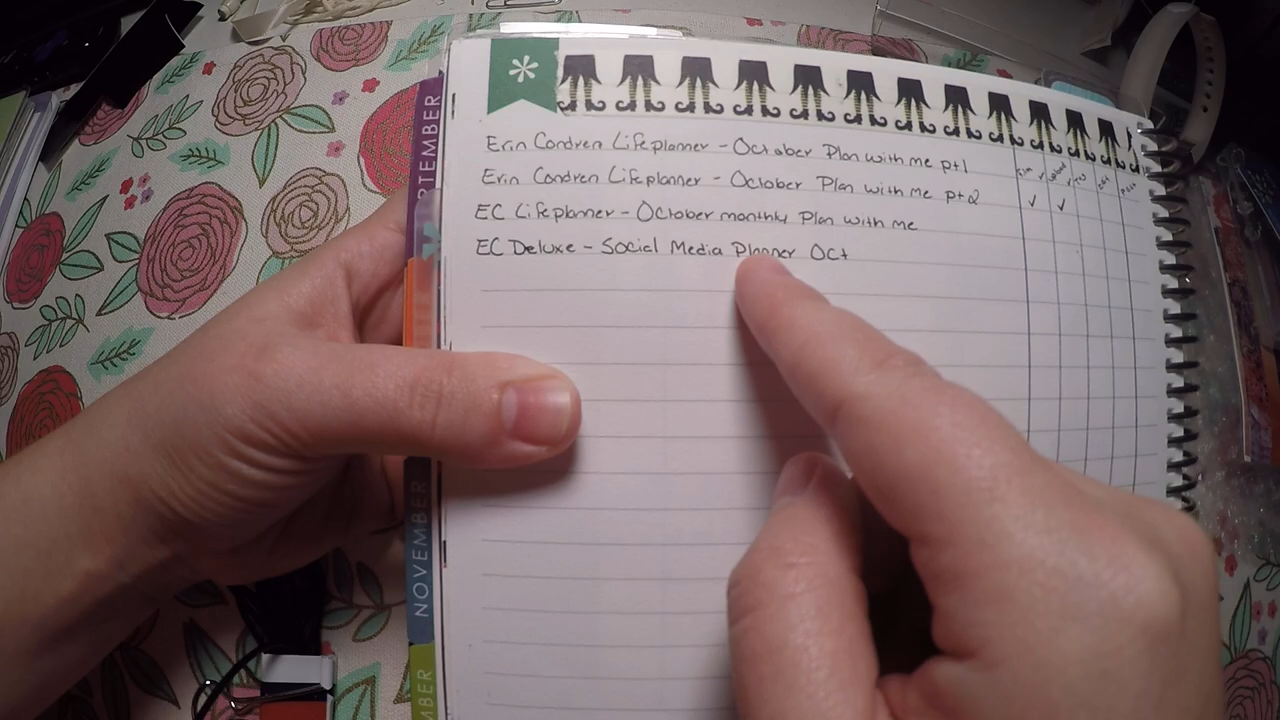 *
Erin Condren Lifeplanner - October Plan with me pt1
Erin Condren Lifeplanner - October Plan with me pt2
EC Lifeplanner - October monthly Plan with me
EC Deluxe - Social Media Planner Oct
NOVEMBER